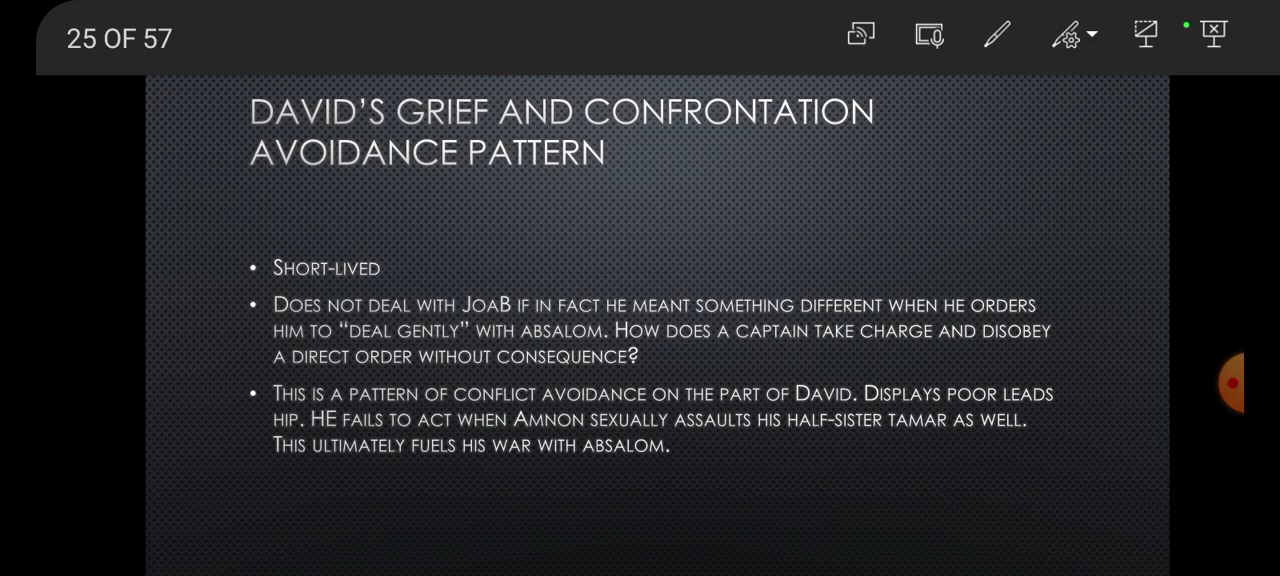 25 OF 57
DAVID'S GRIEF AND CONFRONTATION
AVOIDANCE PATTERN
• SHORT-LIVED
• DOES NOT DEAL WITH JOAB IF IN FACT HE MEANT SOMETHING DIFFERENT WHEN HE ORDERS
HIM TO “DEAL GENTLY” WITH ABSALOM. HOW DOES A CAPTAIN TAKE CHARGE AND DISOBEY
A DIRECT ORDER WITHOUT CONSEQUENCE?
• THIS IS A PATTERN OF CONFLICT AVOIDANCE ON THE PART OF DAVID. DISPLAYS POOR LEADS
HIP. HE FAILS TO ACT WHEN AMNON SEXUALLY ASSAULTS HIS HALF-SISTER TAMAR AS WELL.
THIS ULTIMATELY FUELS HIS WAR WITH ABSALOM.